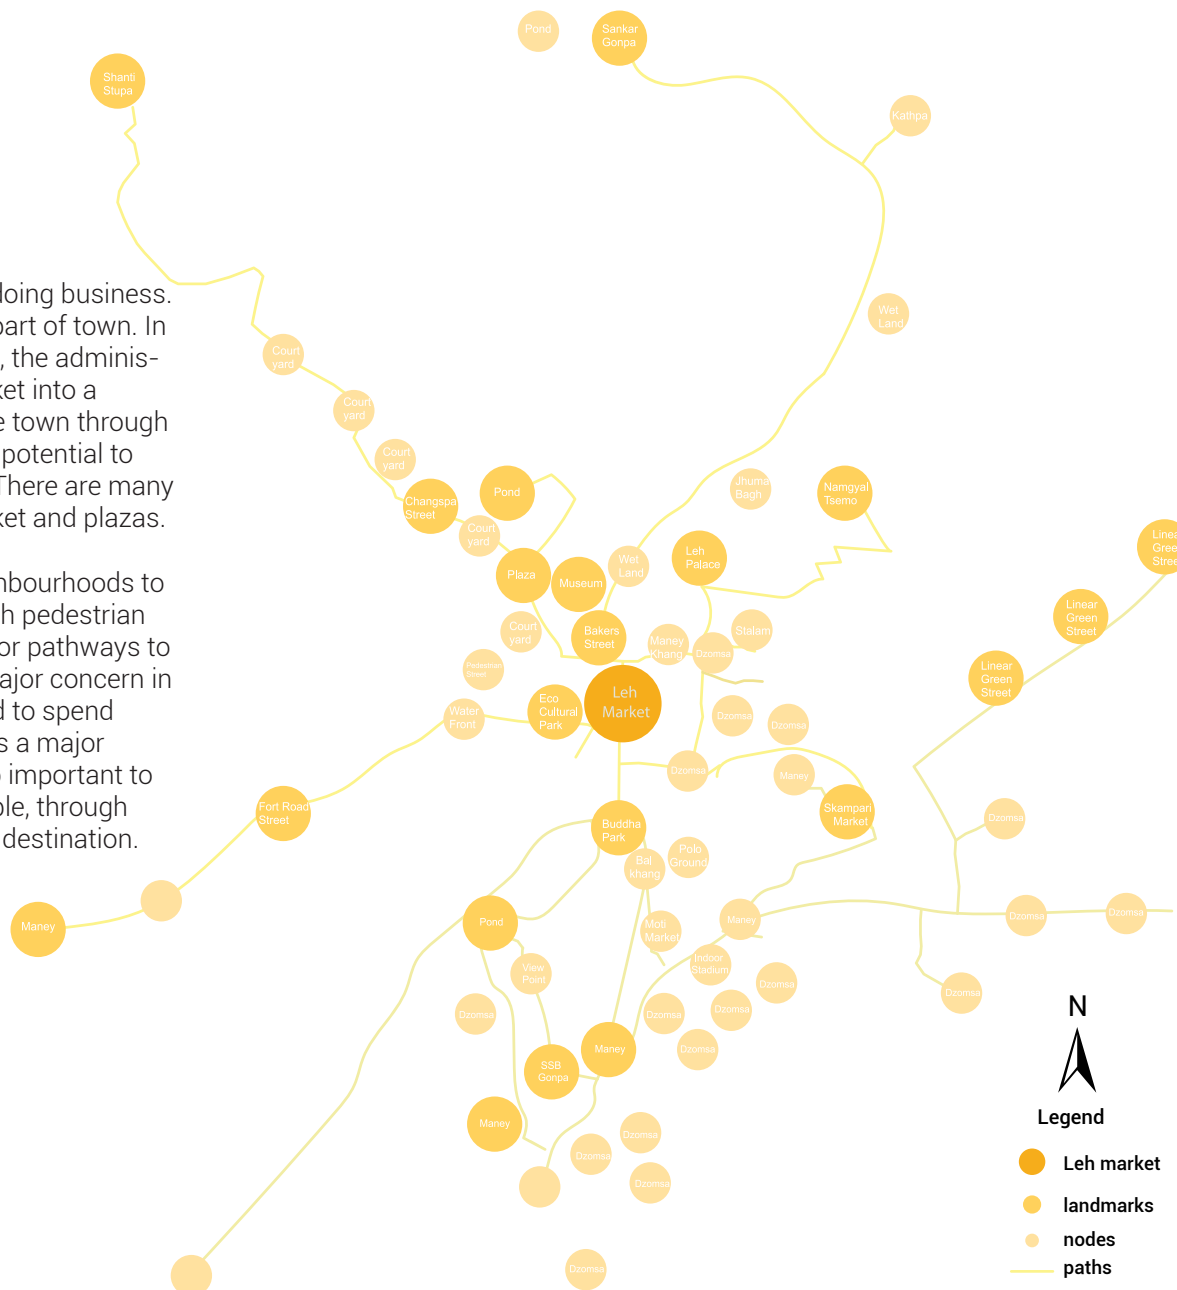 Pond
Sankar
Gonpa
Shanti
Stupa
Kathpa
doing business.
part of town. In
, the adminis-
ket into a
e town through
potential to
There are many
ket and plazas.
nbourhoods to
h pedestrian
or pathways to
ajor concern in
d to spend
s a major
o important to
ple, through
destination.
Wet
Land
Court
yard
Court
yard
Court
yard
Changspa
Street
Pond
Court
yard
Jhuma
Bagh
Namgyal
Tsemo
Plaza
Museum
Wet
Land
Leh
Palace
Linear
Green
Street
Linear
Green
Street
Linear
Green
Street
Court
yard
Bakers
Street
Maney
Khang
Dzomsa
Stalam
Pedestrian
Street
Water
Front
Eco
Cultural
Park
Leh
Market
Dzomsa
Dzomsa
Dzomsa
Maney
Fort Road
Street
Buddha
Park
Skampari
Market
Dzomsa
Bal
khang
Polo
Ground
Maney
Pond
Moti
Market
Maney
Dzomsa
Dzomsa
View
Point
Indoor
Stadium
Dzomsa
Dzomsa
Dzomsa
Dzomsa
Dzomsa
Dzomsa
Maney
SSB
Gonpa
Maney
Dzomsa
Dzomsa
Dzomsa
Dzomsa
N
Legend
Leh market
landmarks
nodes
paths